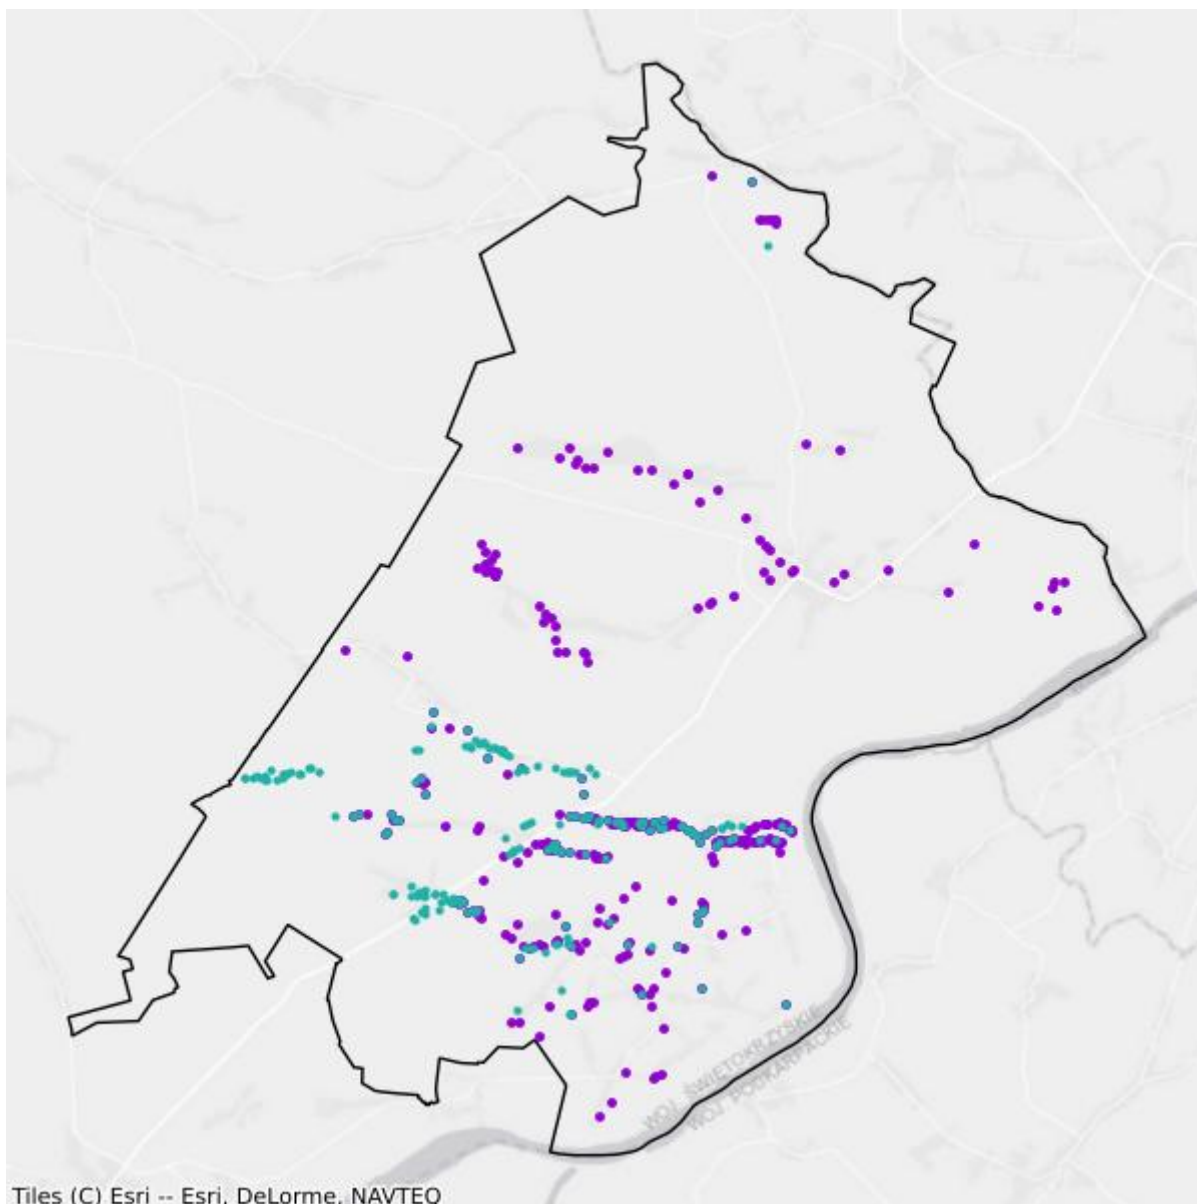 WOJ. ŚWIĘTOKRZYSKIE
WOJ. PODKARPACKIE
Tiles (C) Esri -- Esri, DeLorme, NAVTEQ